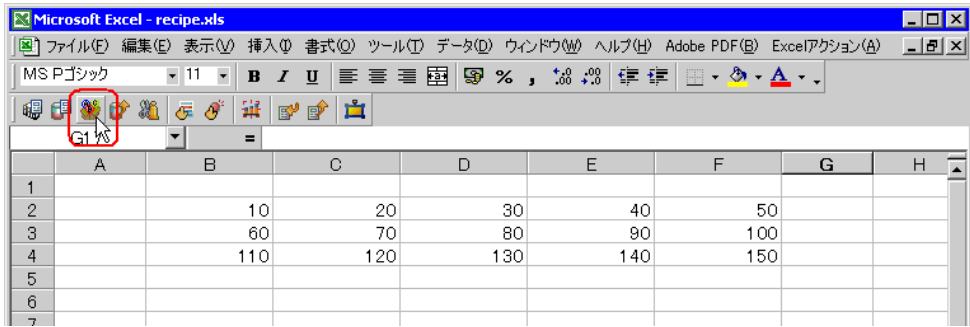 Microsoft Excel - recipe.xls
ファイル(F) 編集(E) 表示(V) 挿入(I) 書式(O) ツール(T) データ(D) ウィンドウ(W) ヘルプ(H) Adobe PDF(B) Excelアクション(A)
MS Pゴシック 11 B I U % ,
G1 =
A B C D E F G H
1
2 10 20 30 40 50
3 60 70 80 90 100
4 110 120 130 140 150
5
6
7